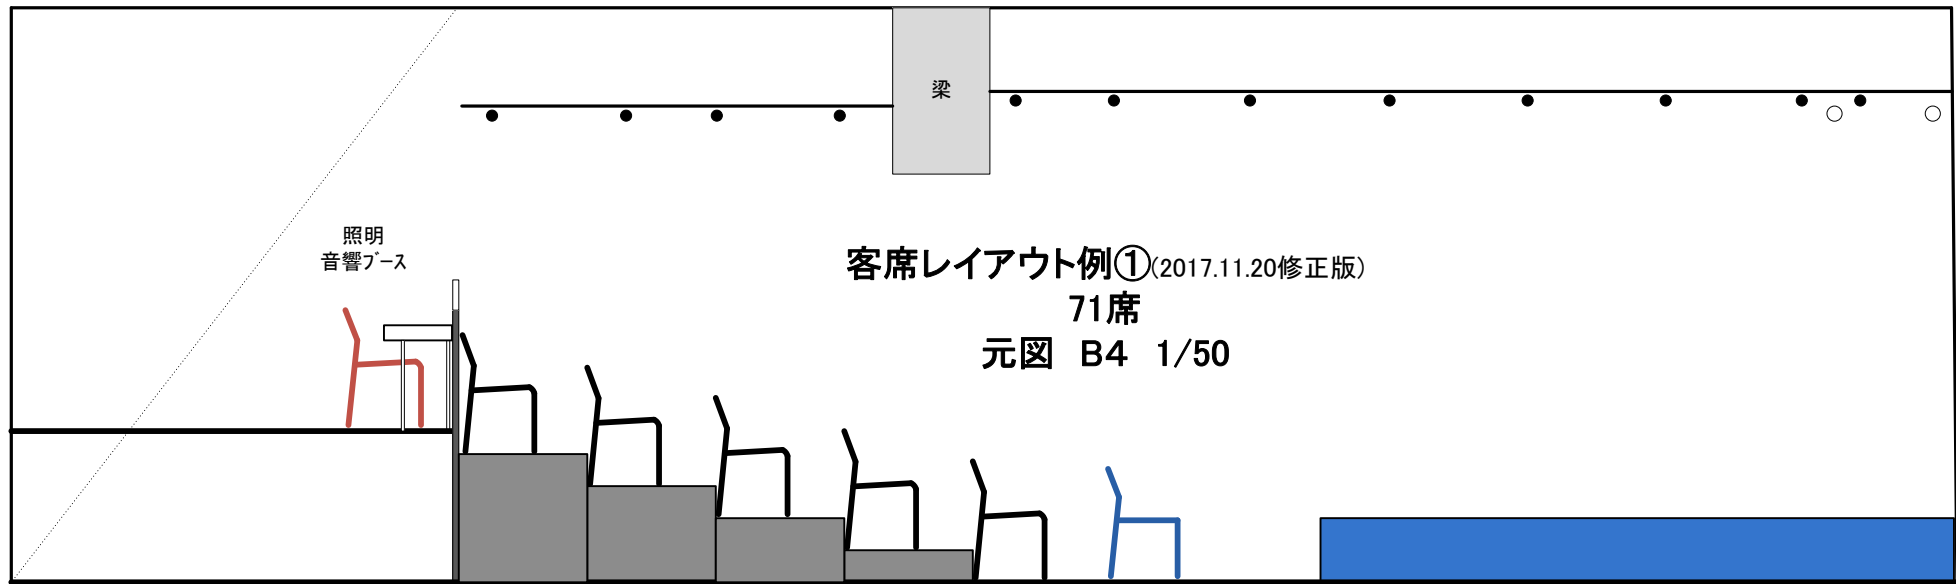 梁
照明
音響ﾌﾞｰｽ
客席レイアウト例①(2017.11.20修正版)
71席
元図　B4　1/50